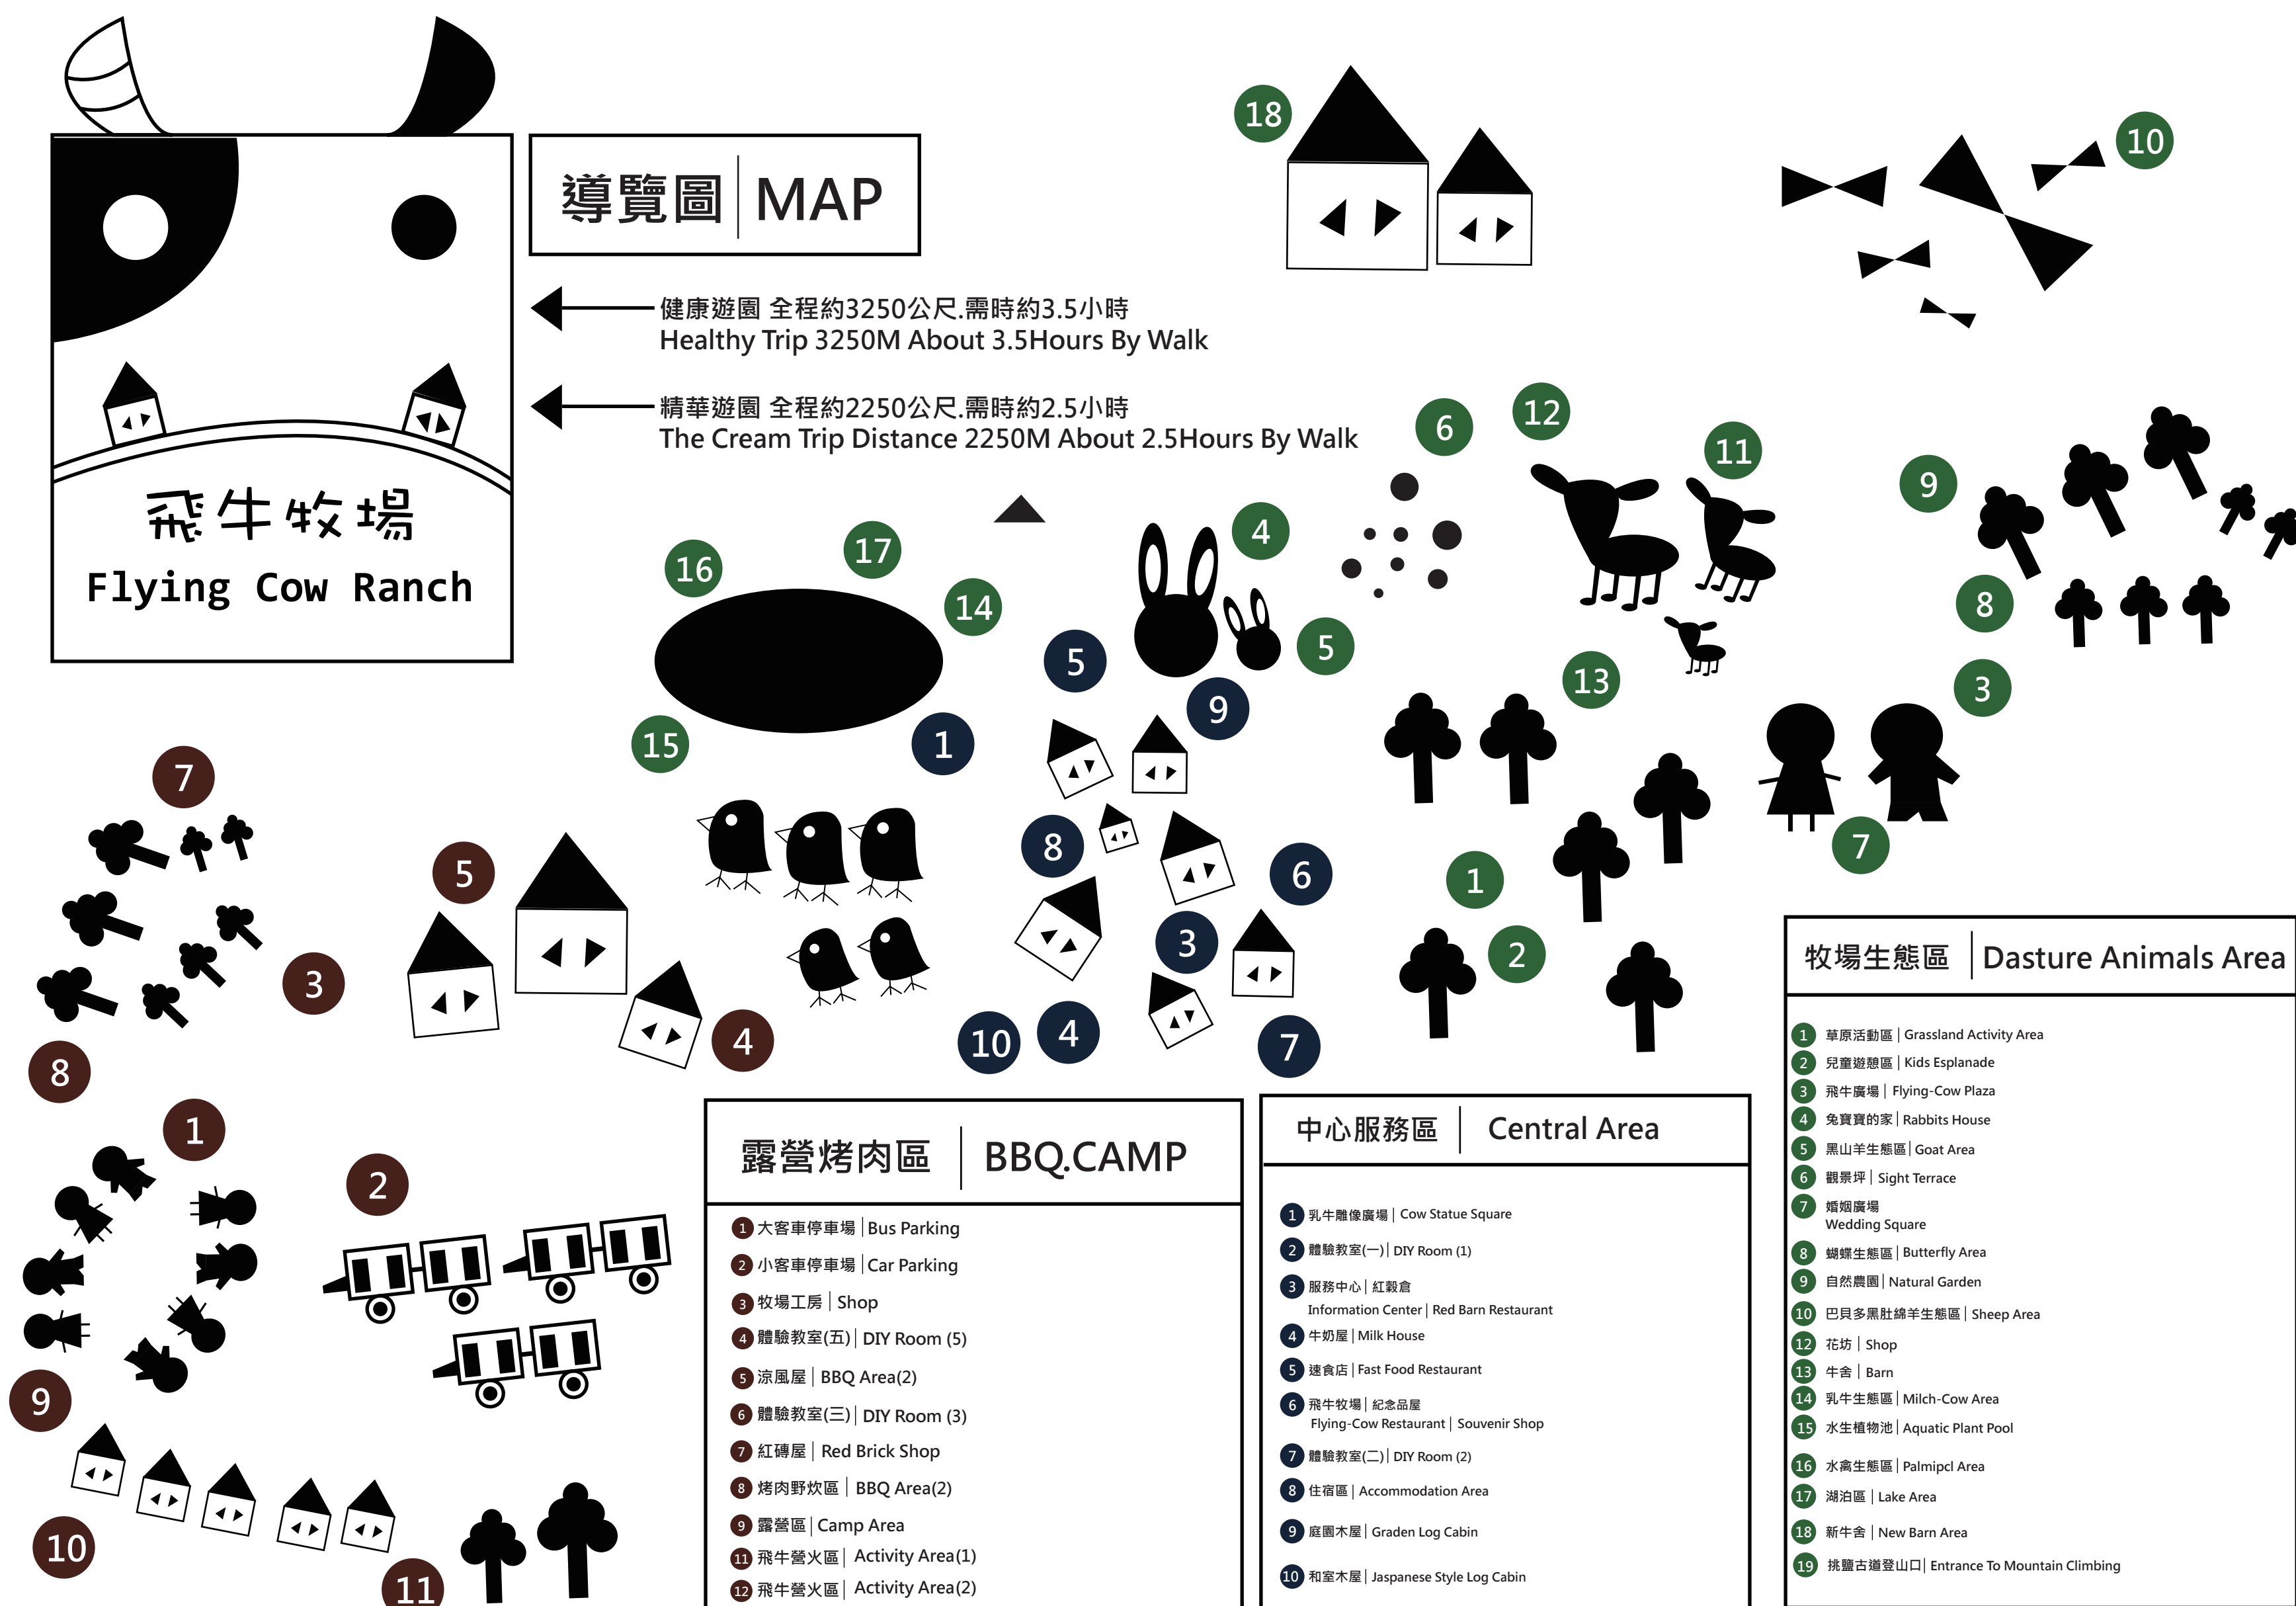 導覽圖 | MAP
健康遊園 全程約3250公尺.需時約3.5小時
Healthy Trip 3250M About 3.5Hours By Walk
精華遊園 全程約2250公尺.需時約2.5小時
The Cream Trip Distance 2250M About 2.5Hours By Walk
飛牛牧場
Flying Cow Ranch
18
10
6
12
11
9
4
17
16
14
5
5
8
13
3
9
15
1
7
8
7
5
6
1
3
2
3
4
10
4
7
8
1
2
9
10
11
露營烤肉區 | BBQ.CAMP
1 大客車停車場 | Bus Parking
2 小客車停車場 | Car Parking
3 牧場工房 | Shop
4 體驗教室(五) | DIY Room (5)
5 涼風屋 | BBQ Area(2)
6 體驗教室(三) | DIY Room (3)
7 紅磚屋 | Red Brick Shop
8 烤肉野炊區 | BBQ Area(2)
9 露營區 | Camp Area
11 飛牛營火區 | Activity Area(1)
12 飛牛營火區 | Activity Area(2)
中心服務區 | Central Area
1 乳牛雕像廣場 | Cow Statue Square
2 體驗教室(一) | DIY Room (1)
3 服務中心 | 紅穀倉
Information Center | Red Barn Restaurant
4 牛奶屋 | Milk House
5 速食店 | Fast Food Restaurant
6 飛牛牧場 | 紀念品屋
Flying-Cow Restaurant | Souvenir Shop
7 體驗教室(二) | DIY Room (2)
8 住宿區 | Accommodation Area
9 庭園木屋 | Graden Log Cabin
10 和室木屋 | Jaspanese Style Log Cabin
牧場生態區 | Dasture Animals Area
1 草原活動區 | Grassland Activity Area
2 兒童遊憩區 | Kids Esplanade
3 飛牛廣場 | Flying-Cow Plaza
4 兔寶寶的家 | Rabbits House
5 黑山羊生態區 | Goat Area
6 觀景坪 | Sight Terrace
7 婚姻廣場
Wedding Square
8 蝴蝶生態區 | Butterfly Area
9 自然農園 | Natural Garden
10 巴貝多黑肚綿羊生態區 | Sheep Area
12 花坊 | Shop
13 牛舍 | Barn
14 乳牛生態區 | Milch-Cow Area
15 水生植物池 | Aquatic Plant Pool
16 水禽生態區 | Palmipcl Area
17 湖泊區 | Lake Area
18 新牛舍 | New Barn Area
19 挑鹽古道登山口 | Entrance To Mountain Climbing